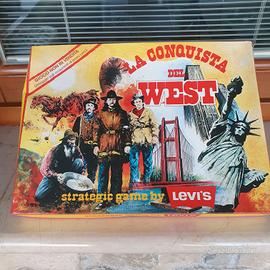 LA CONQUISTA
DEL
WEST
strategic game by LEVI'S